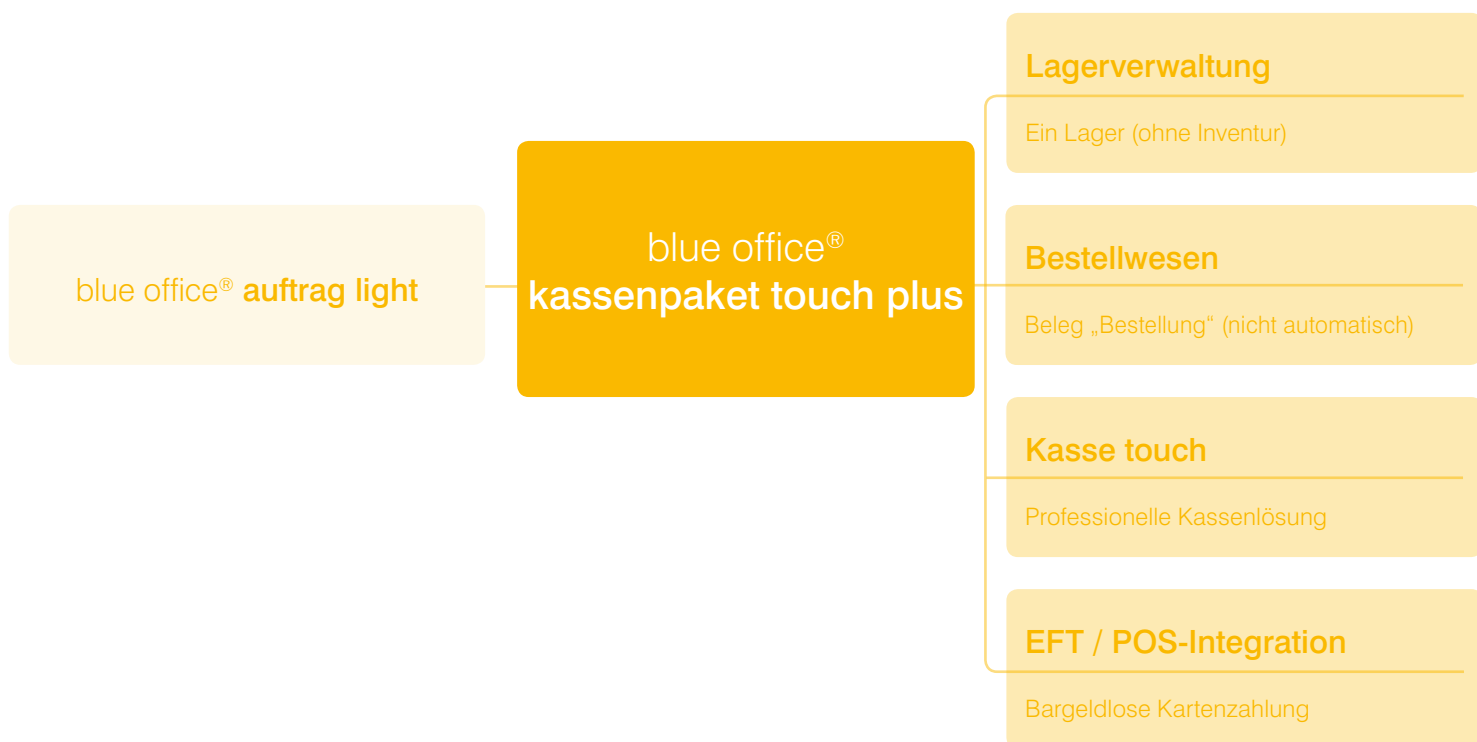 blue office® auftrag light
blue office®
kassenpaket touch plus
Lagerverwaltung
Ein Lager (ohne Inventur)
Bestellwesen
Beleg „Bestellung“ (nicht automatisch)
Kasse touch
Professionelle Kassenlösung
EFT / POS-Integration
Bargeldlose Kartenzahlung